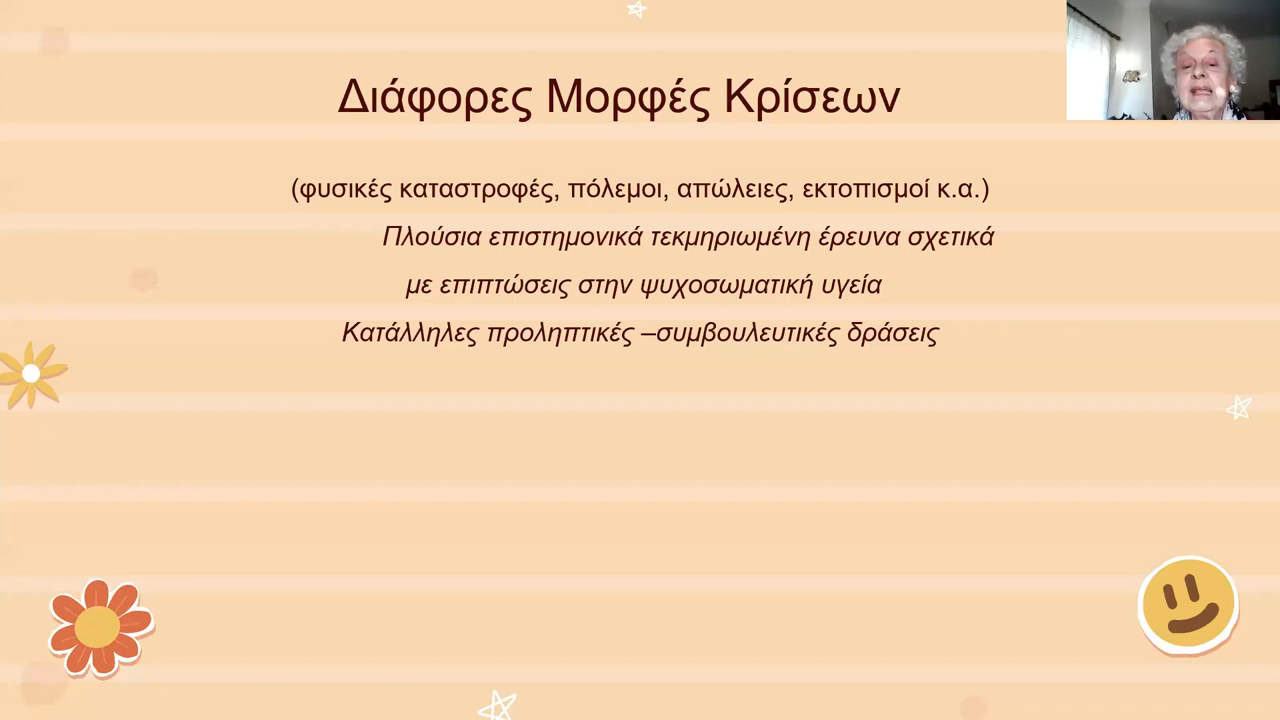 Διάφορες Μορφές Κρίσεων
(φυσικές καταστροφές, πόλεμοι, απώλειες, εκτοπισμοί κ.α.)
Πλούσια επιστημονικά τεκμηριωμένη έρευνα σχετικά
με επιπτώσεις στην ψυχοσωματική υγεία
Κατάλληλες προληπτικές –συμβουλευτικές δράσεις